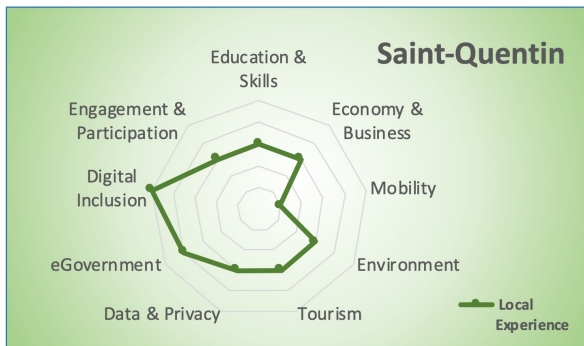 Saint-Quentin
Education &
Skills
Economy &
Business
Mobility
Environment
Tourism
Data & Privacy
eGovernment
Digital
Inclusion
Engagement &
Participation
Local
Experience